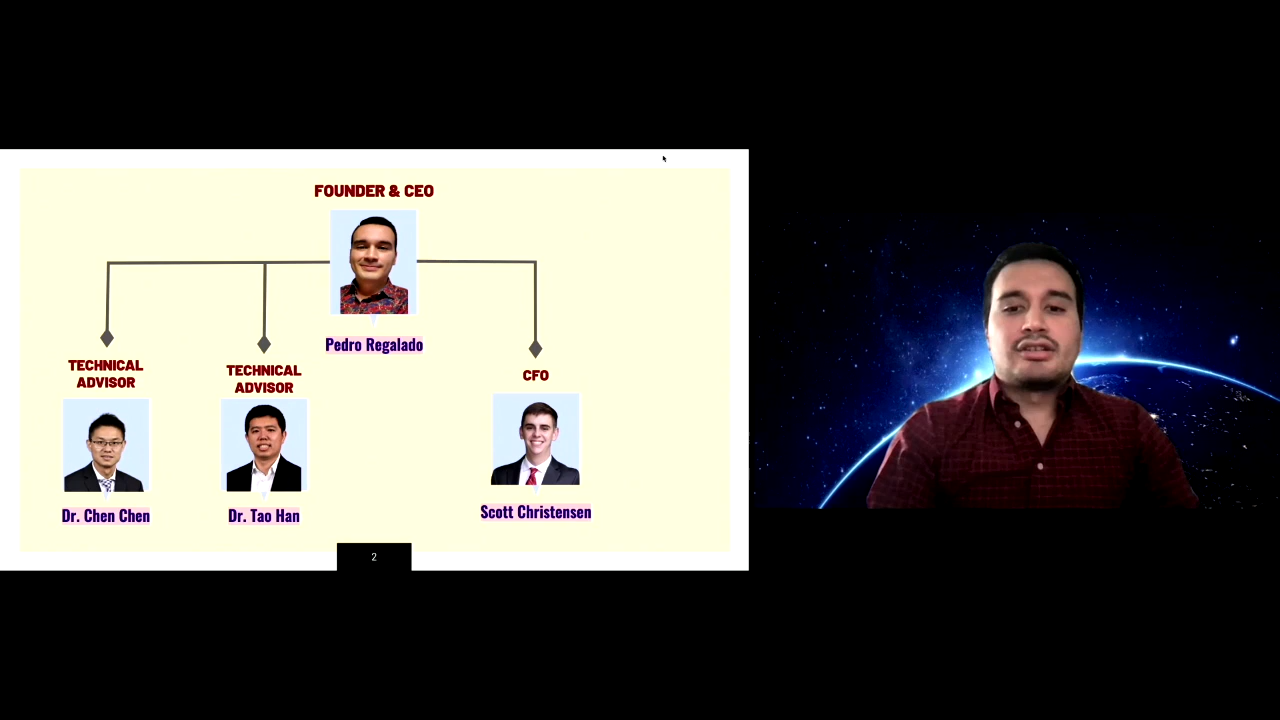 FOUNDER & CEO
Pedro Regalado
TECHNICAL
ADVISOR
Dr. Chen Chen
TECHNICAL
ADVISOR
Dr. Tao Han
CFO
Scott Christensen
2